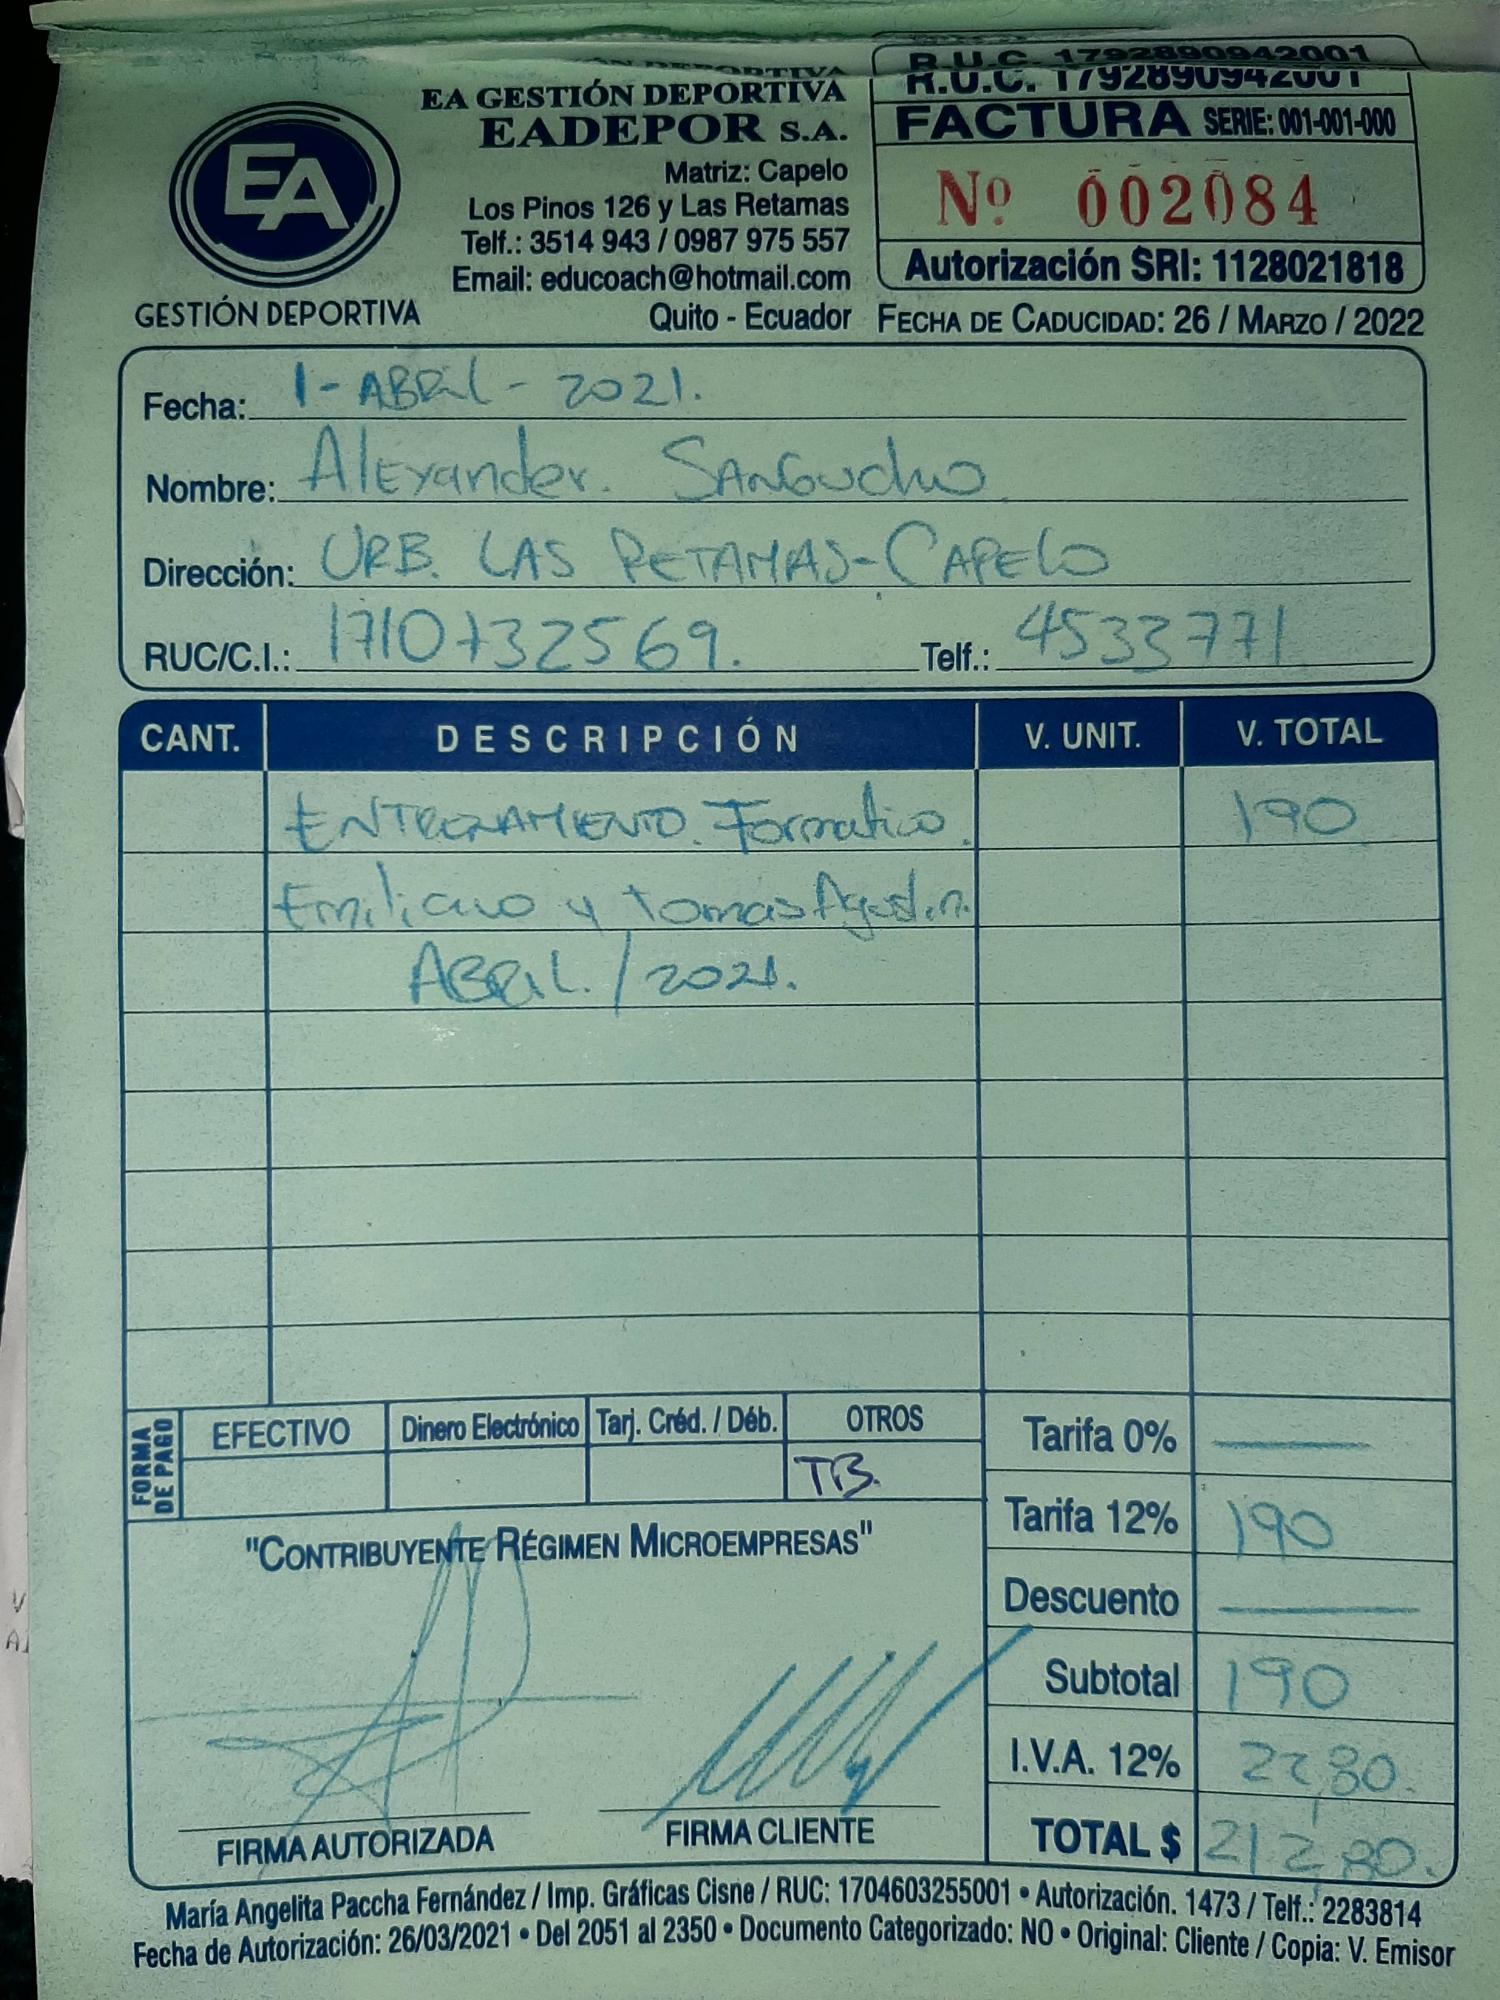 R.U.C. 1792890942001
R.U.C. 1792890942001
EA GESTIÓN DEPORTIVA
EADEPOR S.A.
Matriz: Capelo
Los Pinos 126 y Las Retamas
Telf.: 3514 943 / 0987 975 557
Email: educoach@hotmail.com
Quito - Ecuador
EA
GESTIÓN DEPORTIVA
FACTURA SERIE: 001-001-000
Nº 002084
Autorización SRI: 1128021818
FECHA DE CADUCIDAD: 26 / MARZO / 2022
Fecha: 1- ABRIL - 2021.
Nombre: Alexander. SANGucho
Dirección: URB. LAS RETAMAS - CAPELO
RUC/C.I.: 1710732569. Telf.: 4533771
CANT. DESCRIPCIÓN V. UNIT. V. TOTAL
ENTRENAMIENTO Formativo. 190
Emiliano y Tomas Agustin.
ABRIL. / 2021.
FORMA DE PAGO
EFECTIVO Dinero Electrónico Tarj. Créd. / Déb. OTROS
TB.
Tarifa 0%
Tarifa 12% 190
Descuento
Subtotal 190
I.V.A. 12% 22,80.
TOTAL $ 212,80.
"CONTRIBUYENTE RÉGIMEN MICROEMPRESAS"
FIRMA AUTORIZADA FIRMA CLIENTE
María Angelita Paccha Fernández / Imp. Gráficas Cisne / RUC: 1704603255001 • Autorización. 1473 / Telf.: 2283814
Fecha de Autorización: 26/03/2021 • Del 2051 al 2350 • Documento Categorizado: NO • Original: Cliente / Copia: V. Emisor